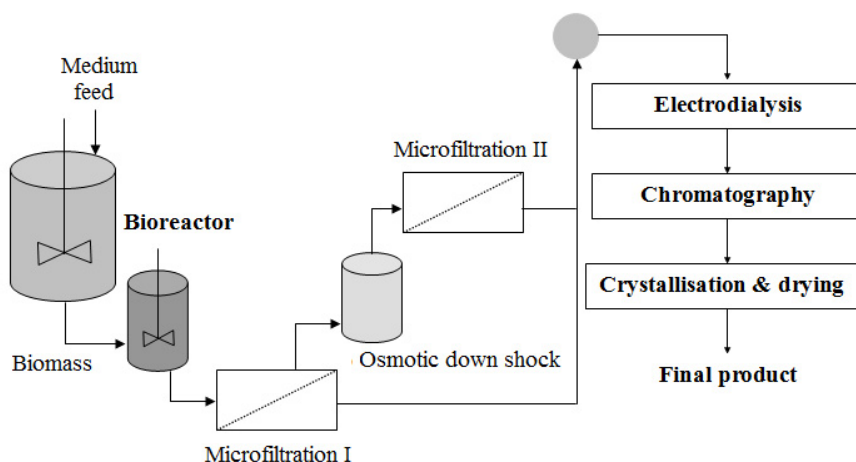 Medium
feed
Bioreactor
Biomass
Microfiltration I
Osmotic down shock
Microfiltration II
Electrodialysis
Chromatography
Crystallisation & drying
Final product